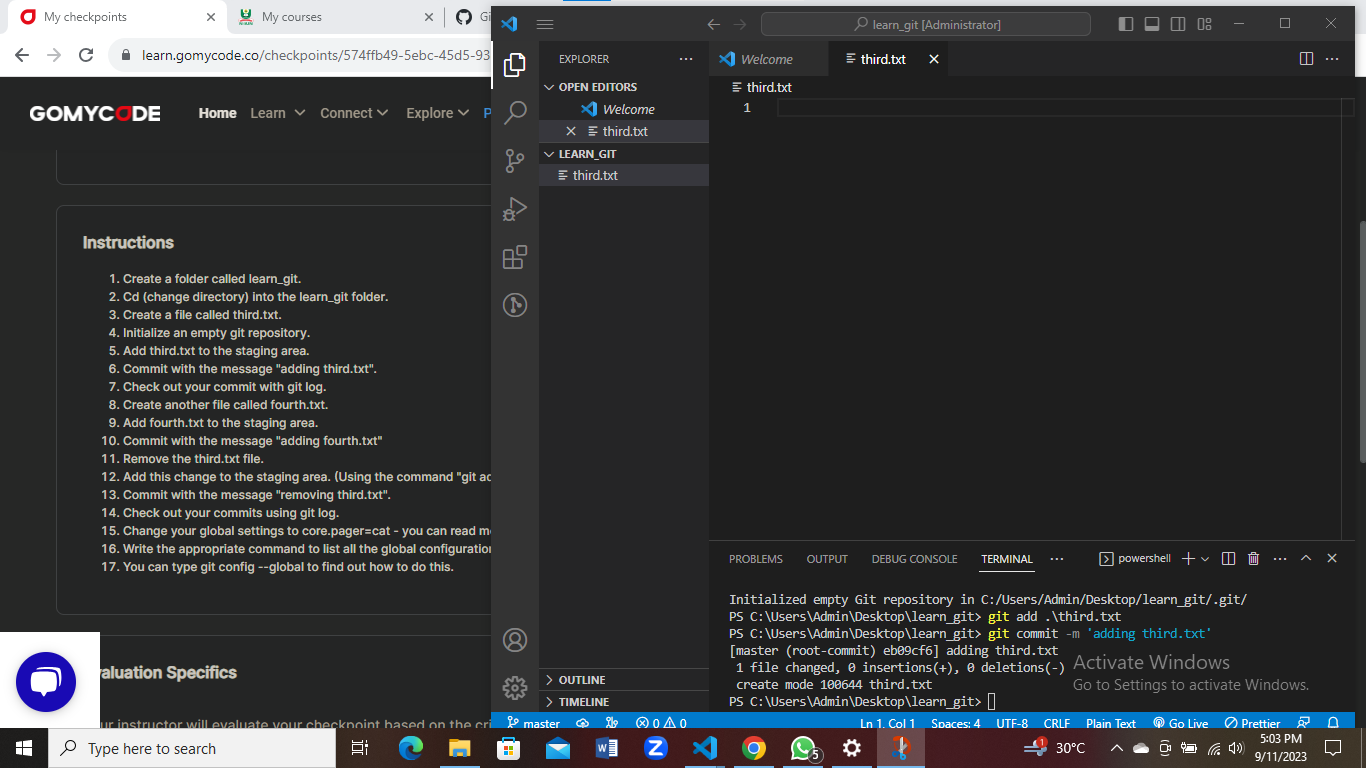 My checkpoints
My courses
Gi
learn_git [Administrator]
learn.gomycode.co/checkpoints/574ffb49-5ebc-45d5-93
GOMYCODE
Home Learn Connect Explore P
Instructions
1. Create a folder called learn_git.
2. Cd (change directory) into the learn_git folder.
3. Create a file called third.txt.
4. Initialize an empty git repository.
5. Add third.txt to the staging area.
6. Commit with the message "adding third.txt".
7. Check out your commit with git log.
8. Create another file called fourth.txt.
9. Add fourth.txt to the staging area.
10. Commit with the message "adding fourth.txt"
11. Remove the third.txt file.
12. Add this change to the staging area. (Using the command "git ad
13. Commit with the message "removing third.txt".
14. Check out your commits using git log.
15. Change your global settings to core.pager=cat - you can read mo
16. Write the appropriate command to list all the global configuration
17. You can type git config --global to find out how to do this.
valuation Specifics
ur instructor will evaluate your checkpoint based on the cri
EXPLORER
OPEN EDITORS
Welcome
third.txt
LEARN_GIT
third.txt
OUTLINE
TIMELINE
Welcome third.txt
third.txt
1
PROBLEMS OUTPUT DEBUG CONSOLE TERMINAL powershell
Initialized empty Git repository in C:/Users/Admin/Desktop/learn_git/.git/
PS C:\Users\Admin\Desktop\learn_git> git add .\third.txt
PS C:\Users\Admin\Desktop\learn_git> git commit -m 'adding third.txt'
[master (root-commit) eb09cf6] adding third.txt
1 file changed, 0 insertions(+), 0 deletions(-)
create mode 100644 third.txt
PS C:\Users\Admin\Desktop\learn_git>
Activate Windows
Go to Settings to activate Windows.
master 0 0 Ln 1, Col 1 Spaces: 4 UTF-8 CRLF Plain Text Go Live Prettier
Type here to search
5
1
30°C
5:03 PM
9/11/2023